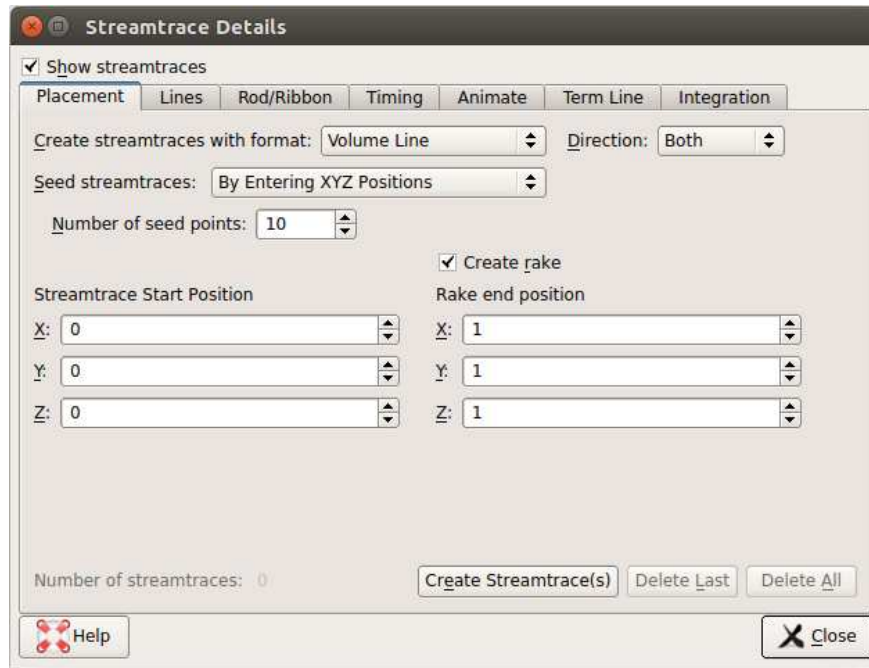 Streamtrace Details
Show streamtraces
Placement Lines Rod/Ribbon Timing Animate Term Line Integration
Create streamtraces with format: Volume Line Direction: Both
Seed streamtraces: By Entering XYZ Positions
Number of seed points: 10
Create rake
Streamtrace Start Position Rake end position
X: 0 X: 1
Y: 0 Y: 1
Z: 0 Z: 1
Number of streamtraces: 0 Create Streamtrace(s) Delete Last Delete All
Help Close